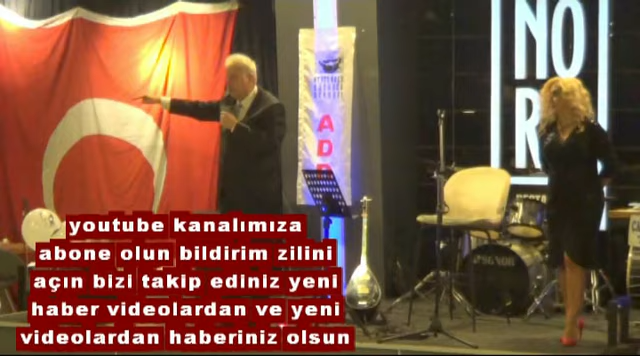 NO
R
ADD
youtube kanalımıza
abone olun bildirim zilini
açın bizi takip ediniz yeni
haber videolardan ve yeni
videolardan haberiniz olsun